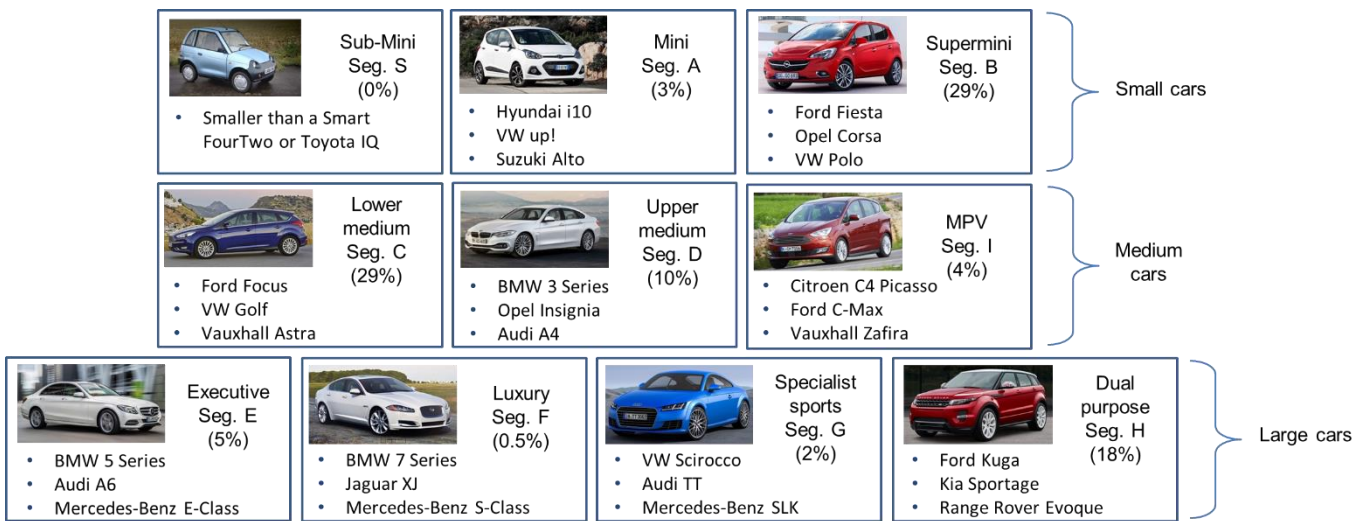 Sub-Mini
Seg. S
(0%)
• Smaller than a Smart
FourTwo or Toyota IQ
Mini
Seg. A
(3%)
• Hyundai i10
• VW up!
• Suzuki Alto
Supermini
Seg. B
(29%)
• Ford Fiesta
• Opel Corsa
• VW Polo
Small cars
Lower
medium
Seg. C
(29%)
• Ford Focus
• VW Golf
• Vauxhall Astra
Upper
medium
Seg. D
(10%)
• BMW 3 Series
• Opel Insignia
• Audi A4
MPV
Seg. I
(4%)
• Citroen C4 Picasso
• Ford C-Max
• Vauxhall Zafira
Medium
cars
Executive
Seg. E
(5%)
• BMW 5 Series
• Audi A6
• Mercedes-Benz E-Class
Luxury
Seg. F
(0.5%)
• BMW 7 Series
• Jaguar XJ
• Mercedes-Benz S-Class
Specialist
sports
Seg. G
(2%)
• VW Scirocco
• Audi TT
• Mercedes-Benz SLK
Dual
purpose
Seg. H
(18%)
• Ford Kuga
• Kia Sportage
• Range Rover Evoque
Large cars